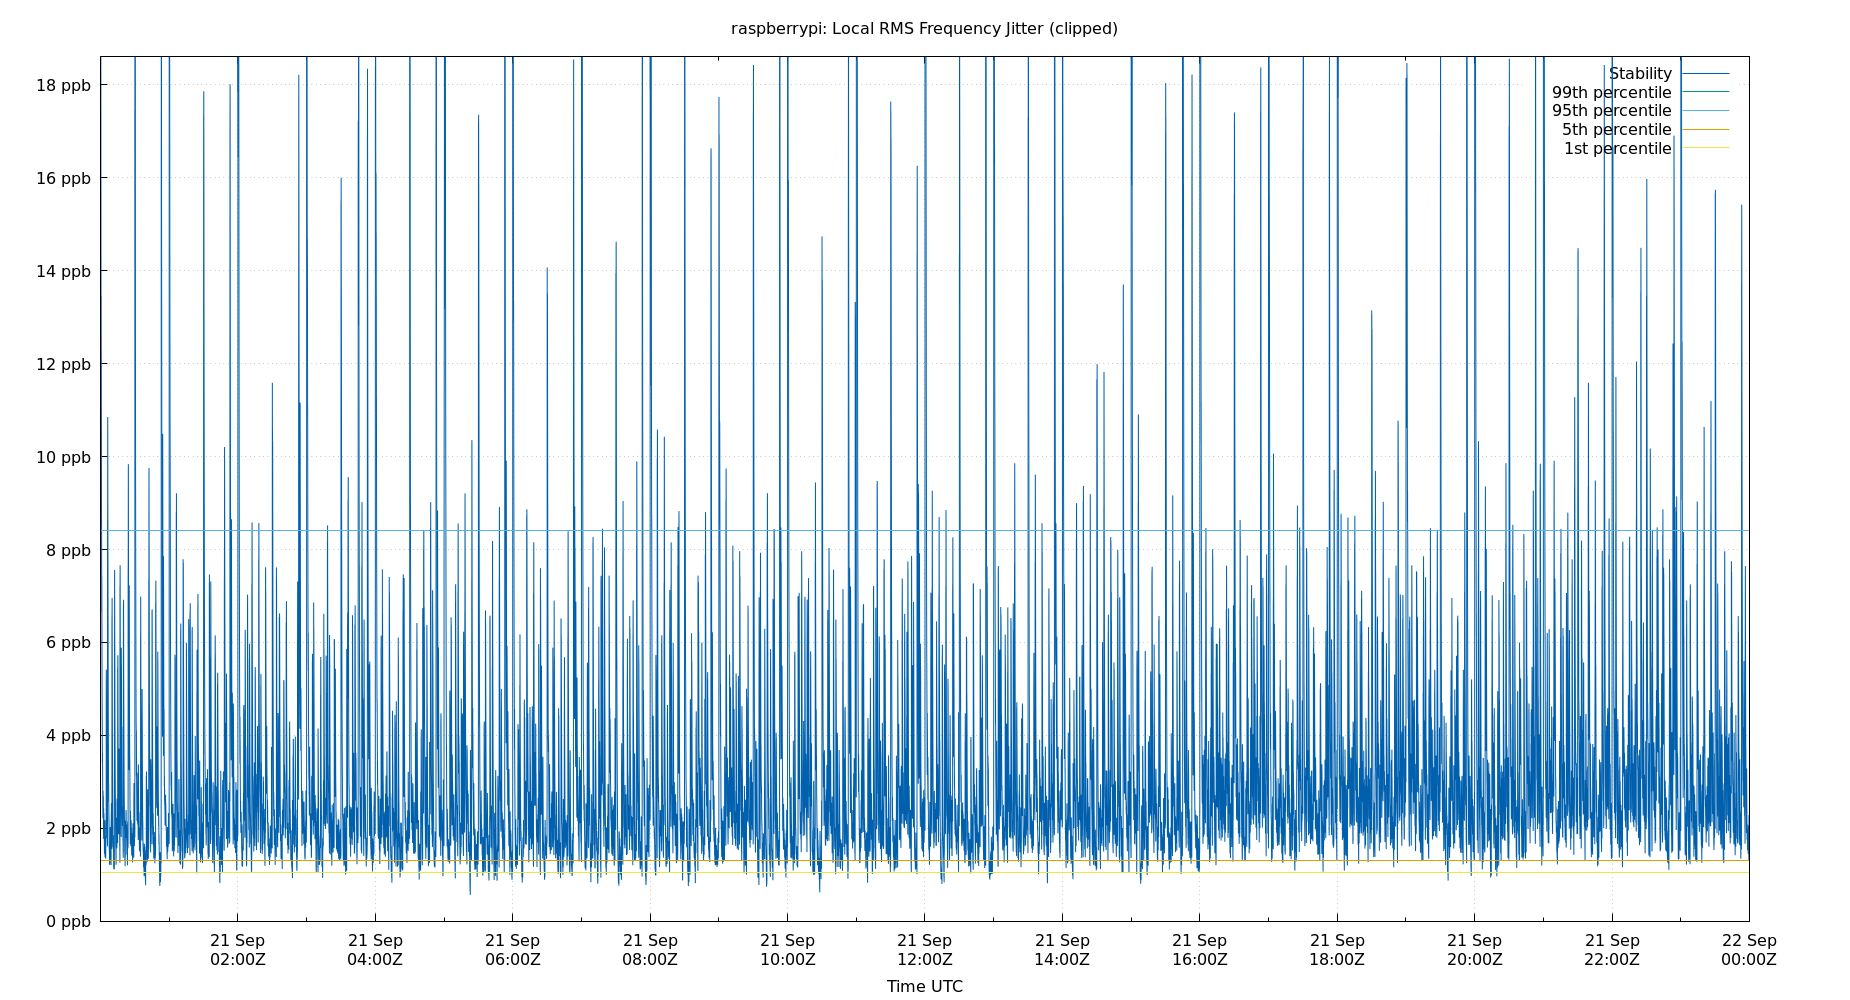 raspberrypi: Local RMS Frequency Jitter (clipped)
Stability
99th percentile
95th percentile
5th percentile
1st percentile
18 ppb
16 ppb
14 ppb
12 ppb
10 ppb
8 ppb
6 ppb
4 ppb
2 ppb
0 ppb
21 Sep 21 Sep 21 Sep 21 Sep 21 Sep 21 Sep 21 Sep 21 Sep 21 Sep 21 Sep 21 Sep 22 Sep
02:00Z 04:00Z 06:00Z 08:00Z 10:00Z 12:00Z 14:00Z 16:00Z 18:00Z 20:00Z 22:00Z 00:00Z
Time UTC